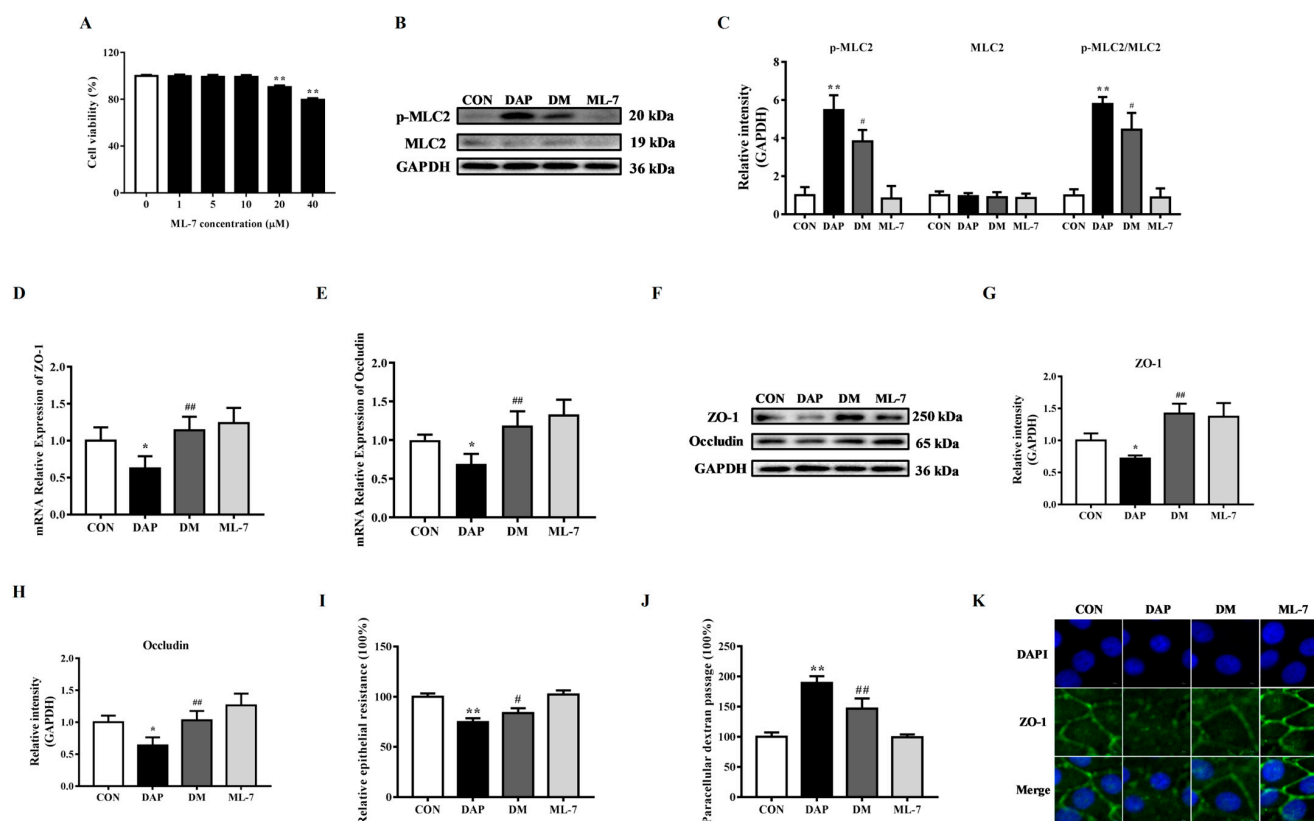 A
Cell viability (%)
120
80
40
0
** **
0 1 5 10 20 40
ML-7 concentration (μM)
B
CON DAP DM ML-7
p-MLC2 20 kDa
MLC2 19 kDa
GAPDH 36 kDa
C
p-MLC2 MLC2 p-MLC2/MLC2
Relative intensity
(GAPDH)
8
6
4
2
0
** # ** #
CON DAP DM ML-7 CON DAP DM ML-7 CON DAP DM ML-7
D
mRNA Relative Expression of ZO-1
2.0
1.5
1.0
0.5
0.0
* ##
CON DAP DM ML-7
E
mRNA Relative Expression of Occludin
2.0
1.5
1.0
0.5
0.0
* ##
CON DAP DM ML-7
F
CON DAP DM ML-7
ZO-1 250 kDa
Occludin 65 kDa
GAPDH 36 kDa
G
ZO-1
Relative intensity
(GAPDH)
2.0
1.5
1.0
0.5
0.0
* ##
CON DAP DM ML-7
H
Occludin
Relative intensity
(GAPDH)
2.0
1.5
1.0
0.5
0.0
* ##
CON DAP DM ML-7
I
Relative epithelial resistance (100%)
150
100
50
0
** #
CON DAP DM ML-7
J
Paracellular dextran passage (100%)
250
200
150
100
50
0
** ##
CON DAP DM ML-7
K
CON DAP DM ML-7
DAPI
ZO-1
Merge